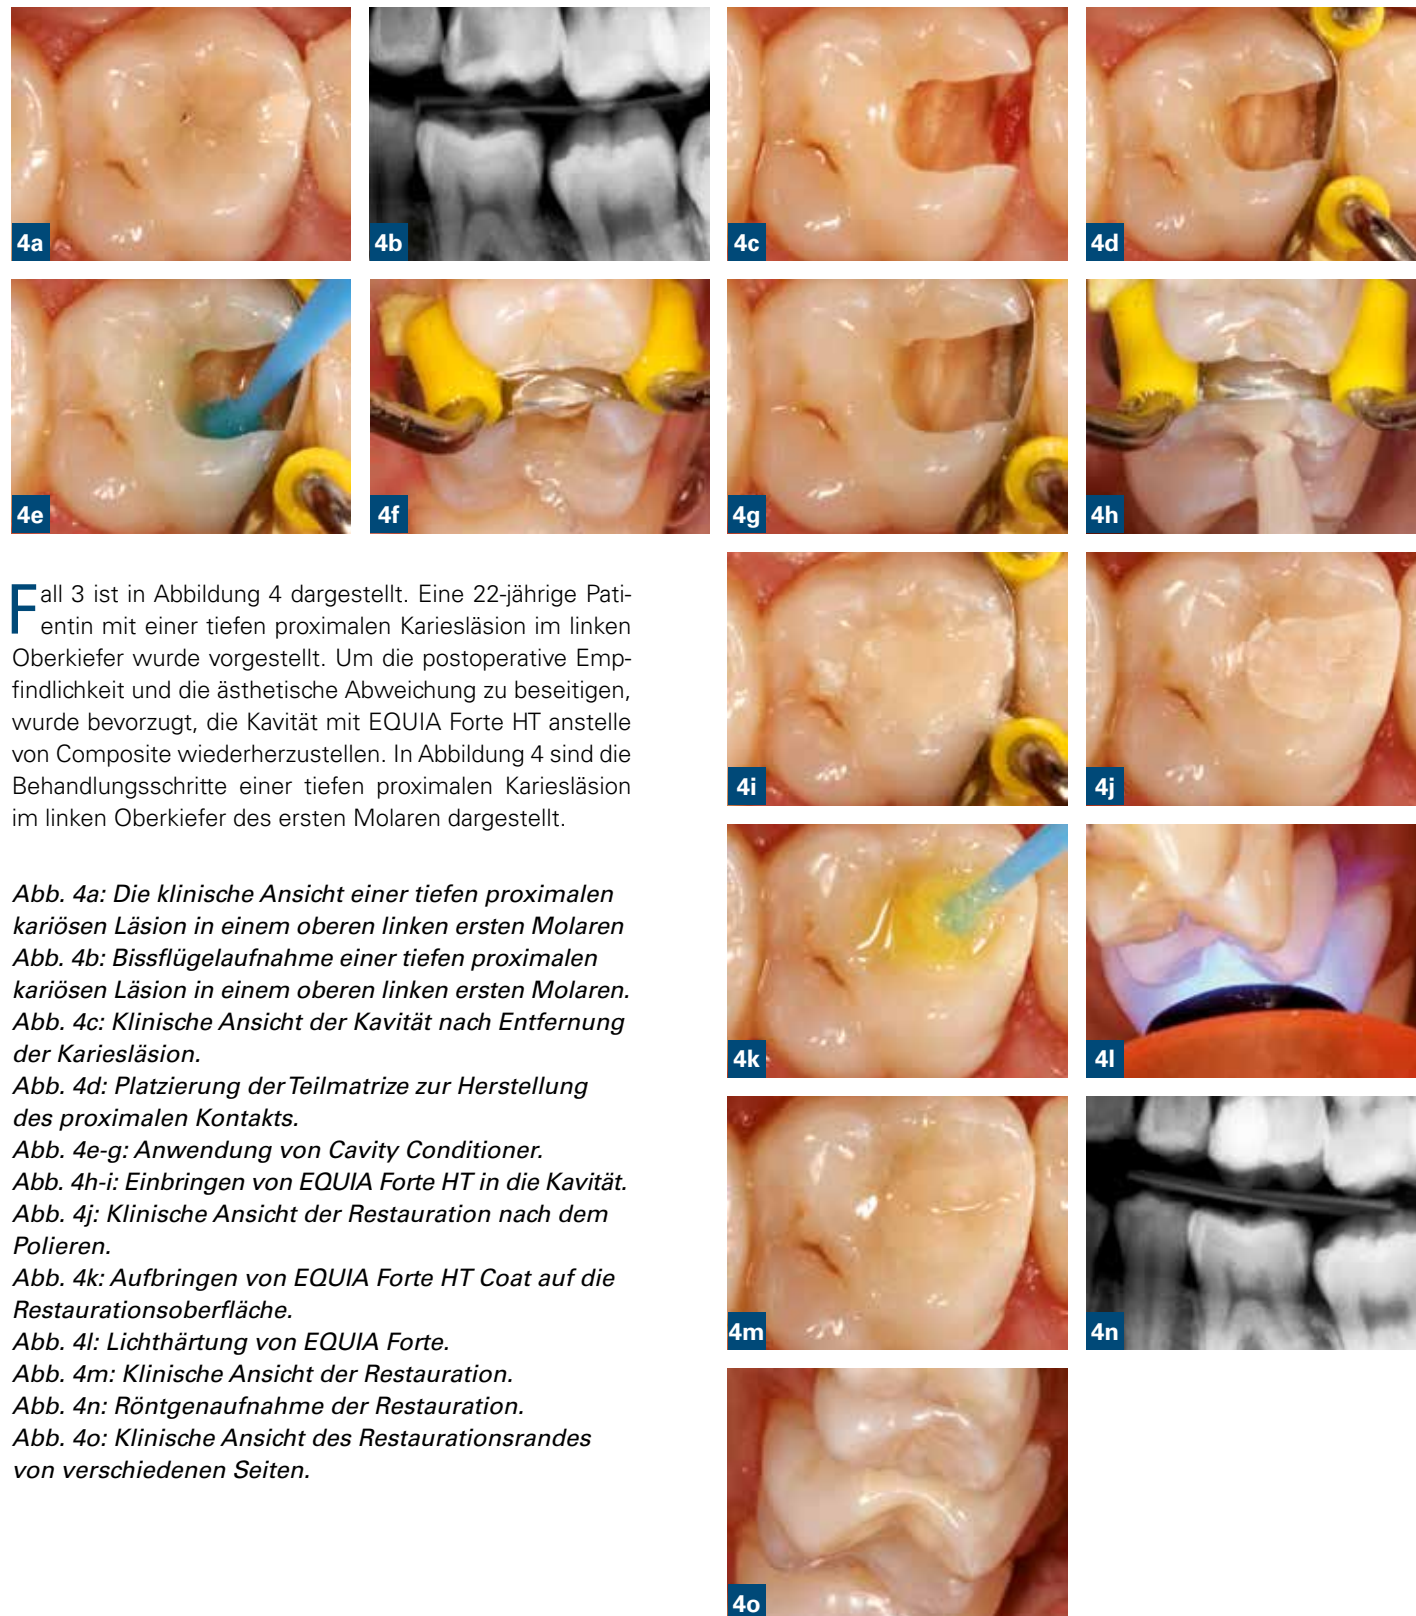 4a
4b
4c
4d
4e
4f
4g
4h
Fall 3 ist in Abbildung 4 dargestellt. Eine 22-jährige Pati-
entin mit einer tiefen proximalen Kariesläsion im linken
Oberkiefer wurde vorgestellt. Um die postoperative Emp-
findlichkeit und die ästhetische Abweichung zu beseitigen,
wurde bevorzugt, die Kavität mit EQUIA Forte HT anstelle
von Composite wiederherzustellen. In Abbildung 4 sind die
Behandlungsschritte einer tiefen proximalen Kariesläsion
im linken Oberkiefer des ersten Molaren dargestellt.
Abb. 4a: Die klinische Ansicht einer tiefen proximalen
kariösen Läsion in einem oberen linken ersten Molaren
Abb. 4b: Bissflügelaufnahme einer tiefen proximalen
kariösen Läsion in einem oberen linken ersten Molaren.
Abb. 4c: Klinische Ansicht der Kavität nach Entfernung
der Kariesläsion.
Abb. 4d: Platzierung der Teilmatrize zur Herstellung
des proximalen Kontakts.
Abb. 4e-g: Anwendung von Cavity Conditioner.
Abb. 4h-i: Einbringen von EQUIA Forte HT in die Kavität.
Abb. 4j: Klinische Ansicht der Restauration nach dem
Polieren.
Abb. 4k: Aufbringen von EQUIA Forte HT Coat auf die
Restaurationsoberfläche.
Abb. 4l: Lichthärtung von EQUIA Forte.
Abb. 4m: Klinische Ansicht der Restauration.
Abb. 4n: Röntgenaufnahme der Restauration.
Abb. 4o: Klinische Ansicht des Restaurationsrandes
von verschiedenen Seiten.
4i
4j
4k
4l
4m
4n
4o